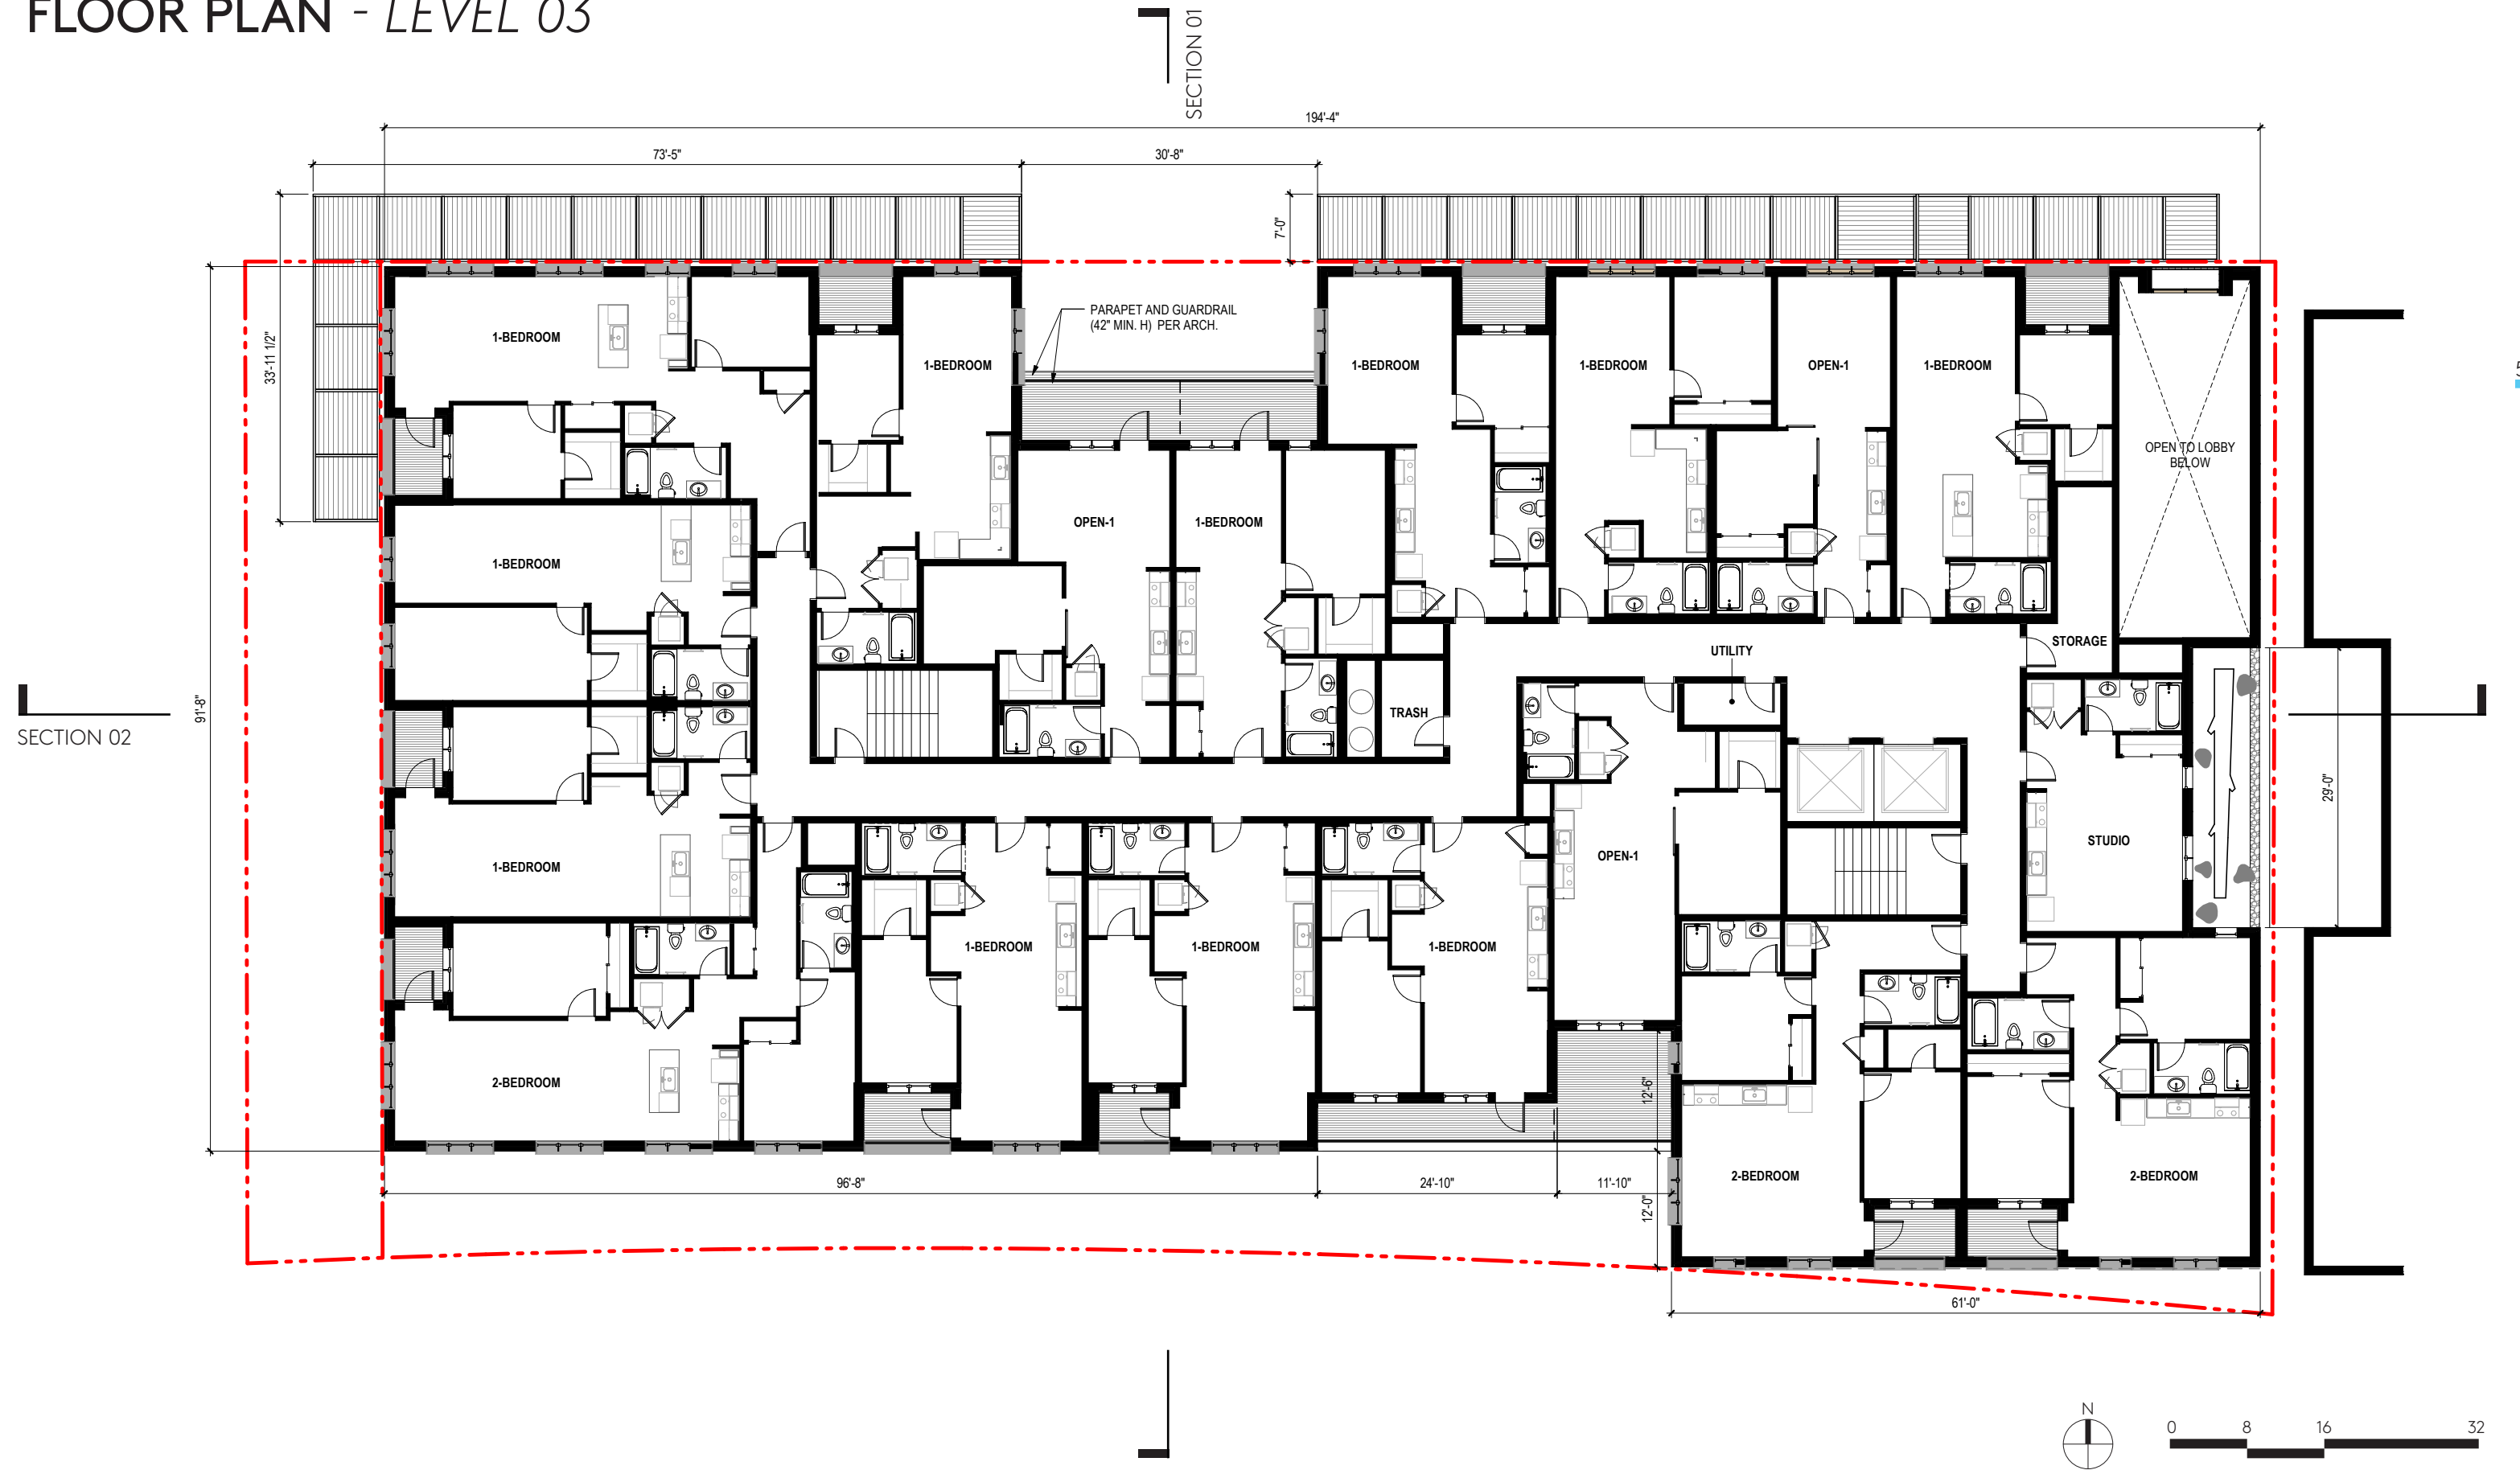 FLOOR PLAN - LEVEL 03
SECTION 01
194'-4"
73'-5"
30'-8"
7'-0"
33'-11 1/2"
PARAPET AND GUARDRAIL
(42" MIN. H) PER ARCH.
1-BEDROOM
1-BEDROOM
1-BEDROOM
1-BEDROOM
OPEN-1
1-BEDROOM
OPEN TO LOBBY
BELOW
OPEN-1
1-BEDROOM
1-BEDROOM
STORAGE
UTILITY
91'-8"
TRASH
SECTION 02
29'-0"
STUDIO
OPEN-1
1-BEDROOM
1-BEDROOM
1-BEDROOM
1-BEDROOM
2-BEDROOM
12'-6"
2-BEDROOM
2-BEDROOM
96'-8"
24'-10"
11'-10"
12'-0"
61'-0"
N
0 8 16 32